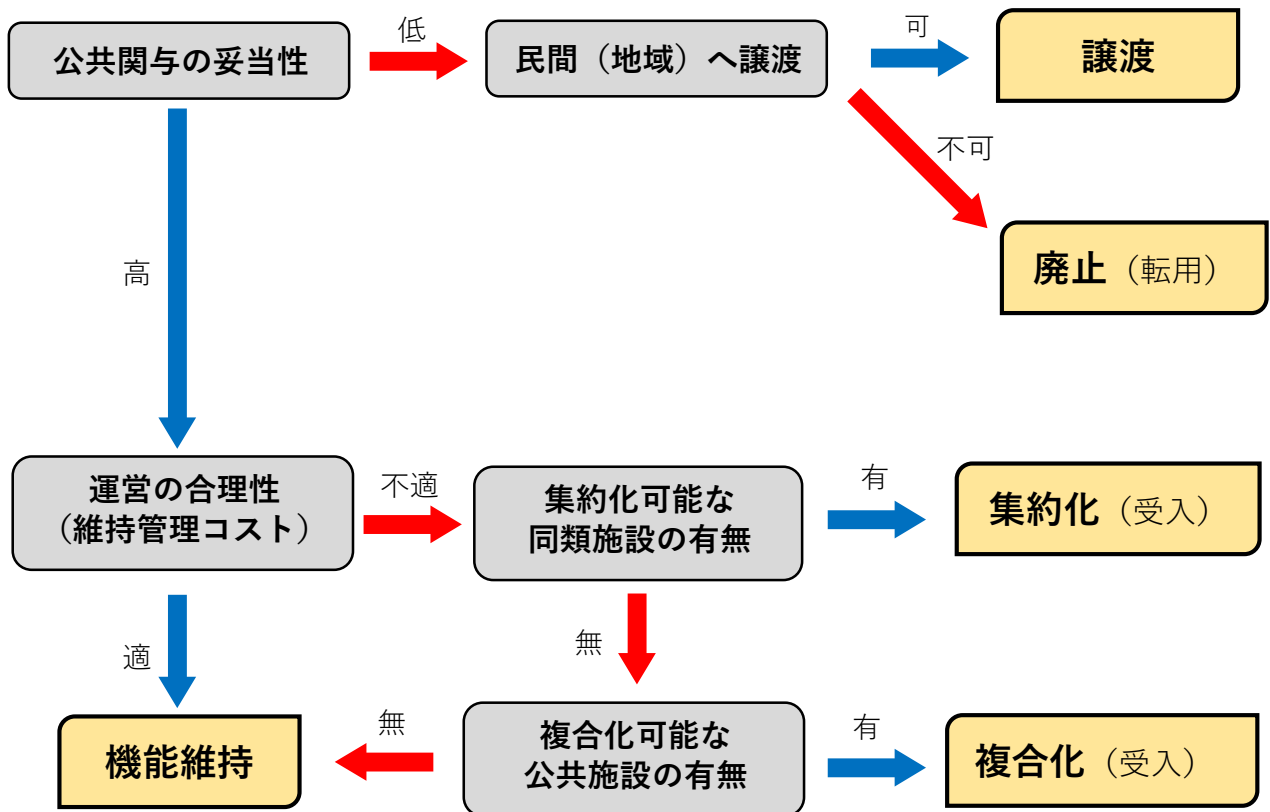 公共関与の妥当性
低
民間（地域）へ譲渡
可
譲渡
不可
廃止（転用）
高
運営の合理性
（維持管理コスト）
不適
集約化可能な
同類施設の有無
有
集約化（受入）
適
無
機能維持
無
複合化可能な
公共施設の有無
有
複合化（受入）